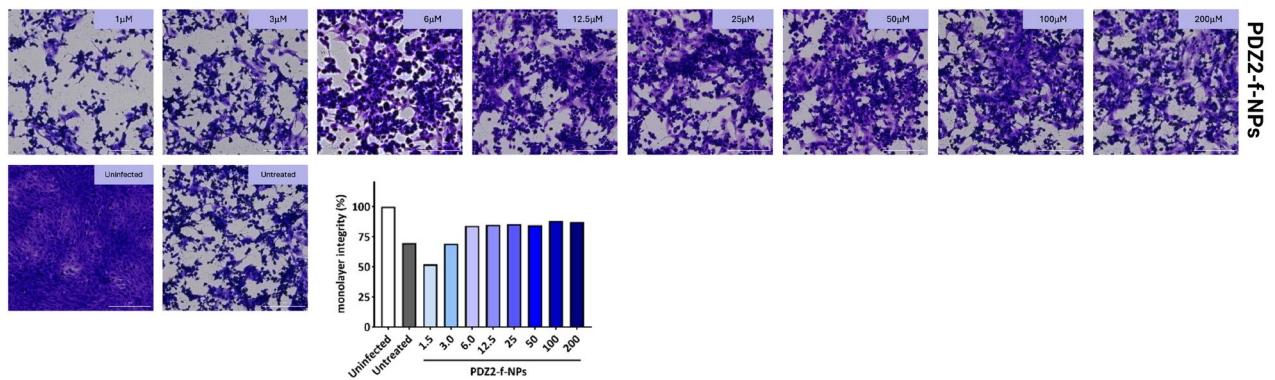 1µM
3µM
6µM
12.5µM
25µM
50µM
100µM
200µM
PDZ2-f-NPs
Uninfected
Untreated
monolayer integrity (%)
100
75
50
25
0
Uninfected
Untreated
1.5
3.0
6.0
12.5
25
50
100
200
PDZ2-f-NPs